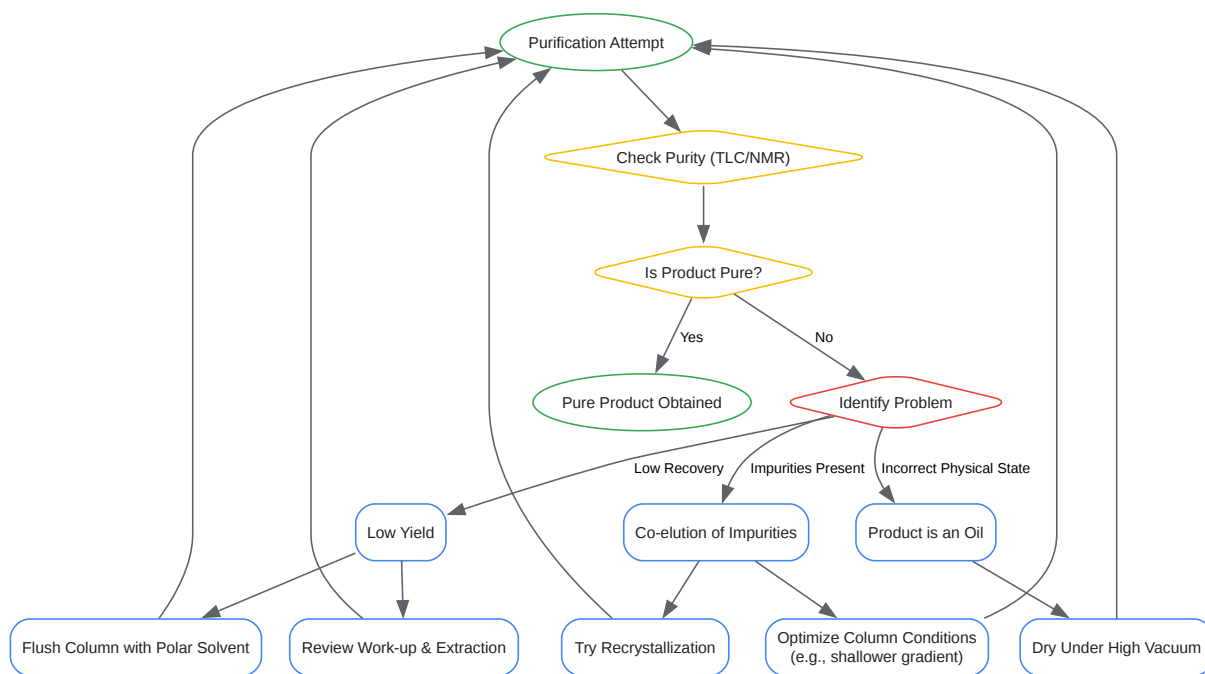 Purification Attempt
Check Purity (TLC/NMR)
Is Product Pure?
Yes
No
Pure Product Obtained
Identify Problem
Low Recovery
Impurities Present
Incorrect Physical State
Low Yield
Co-elution of Impurities
Product is an Oil
Flush Column with Polar Solvent
Review Work-up & Extraction
Try Recrystallization
Optimize Column Conditions
(e.g., shallower gradient)
Dry Under High Vacuum